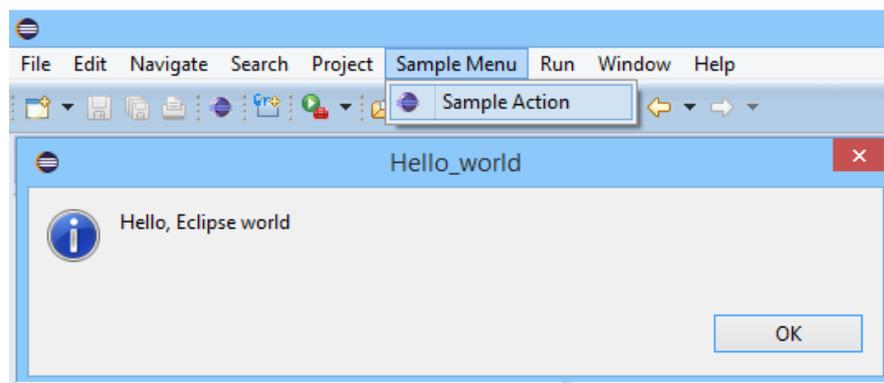 File Edit Navigate Search Project Sample Menu Run Window Help
Sample Action
Hello_world
Hello, Eclipse world
OK